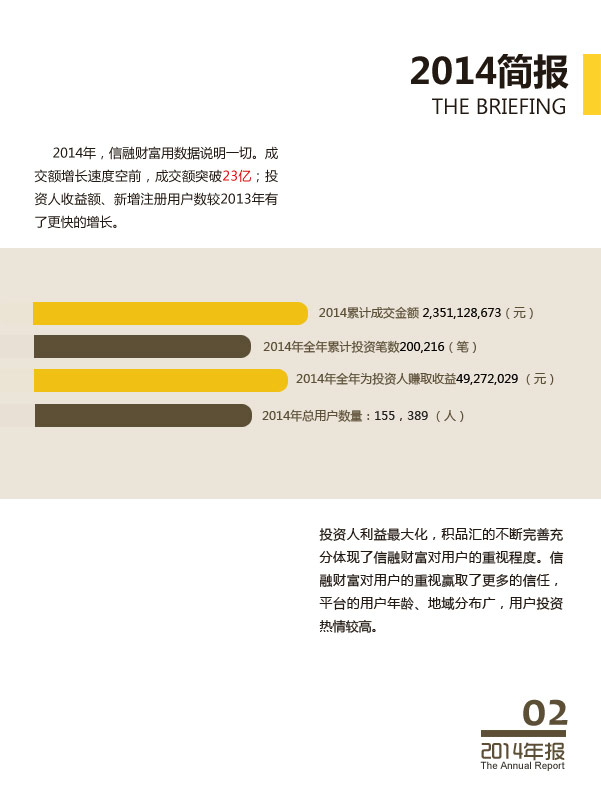 2014简报
THE BRIEFING
2014年，信融财富用数据说明一切。成
交额增长速度空前，成交额突破23亿；投
资人收益额、新增注册用户数较2013年有
了更快的增长。
2014累计成交金额 2,351,128,673（元）
2014年全年累计投资笔数200,216（笔）
2014年全年为投资人赚取收益49,272,029 （元）
2014年总用户数量：155，389 （人）
投资人利益最大化，积品汇的不断完善充
分体现了信融财富对用户的重视程度。信
融财富对用户的重视赢取了更多的信任，
平台的用户年龄、地域分布广，用户投资
热情较高。
02
2014年报
The Annual Report